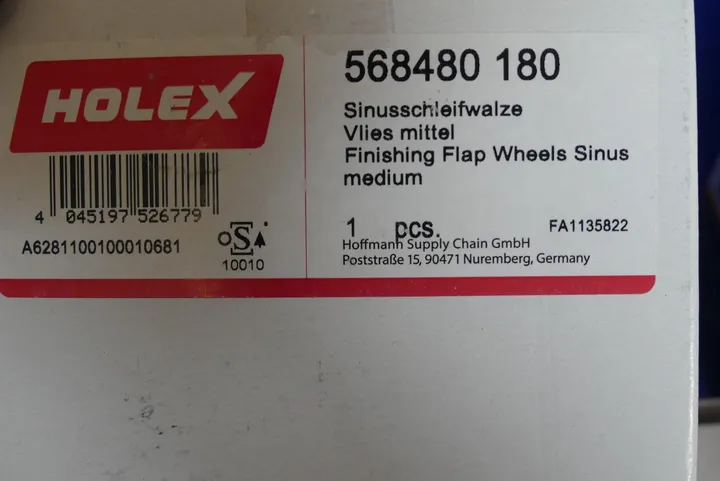 HOLEX
4 045197 526779
A6281100100010681
S
10010
568480 180
Sinusschleifwalze
Vlies mittel
Finishing Flap Wheels Sinus
medium
1 pcs.
FA1135822
Hoffmann Supply Chain GmbH
Poststraße 15, 90471 Nuremberg, Germany